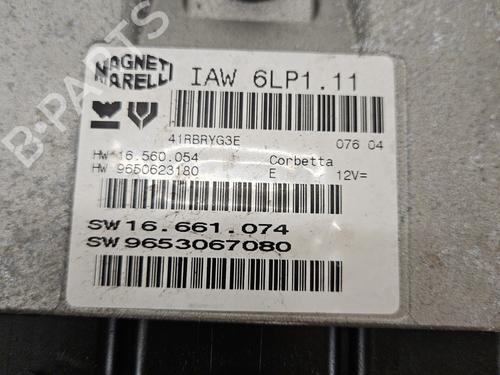 B-PARTS
MAGNETI MARELLI
IAW 6LP1.11
41RBRYG3E 076 04
HW 16.560.054 Corbetta
HW 9650623180 E 12V=
SW 16.661.074
SW 9653067080